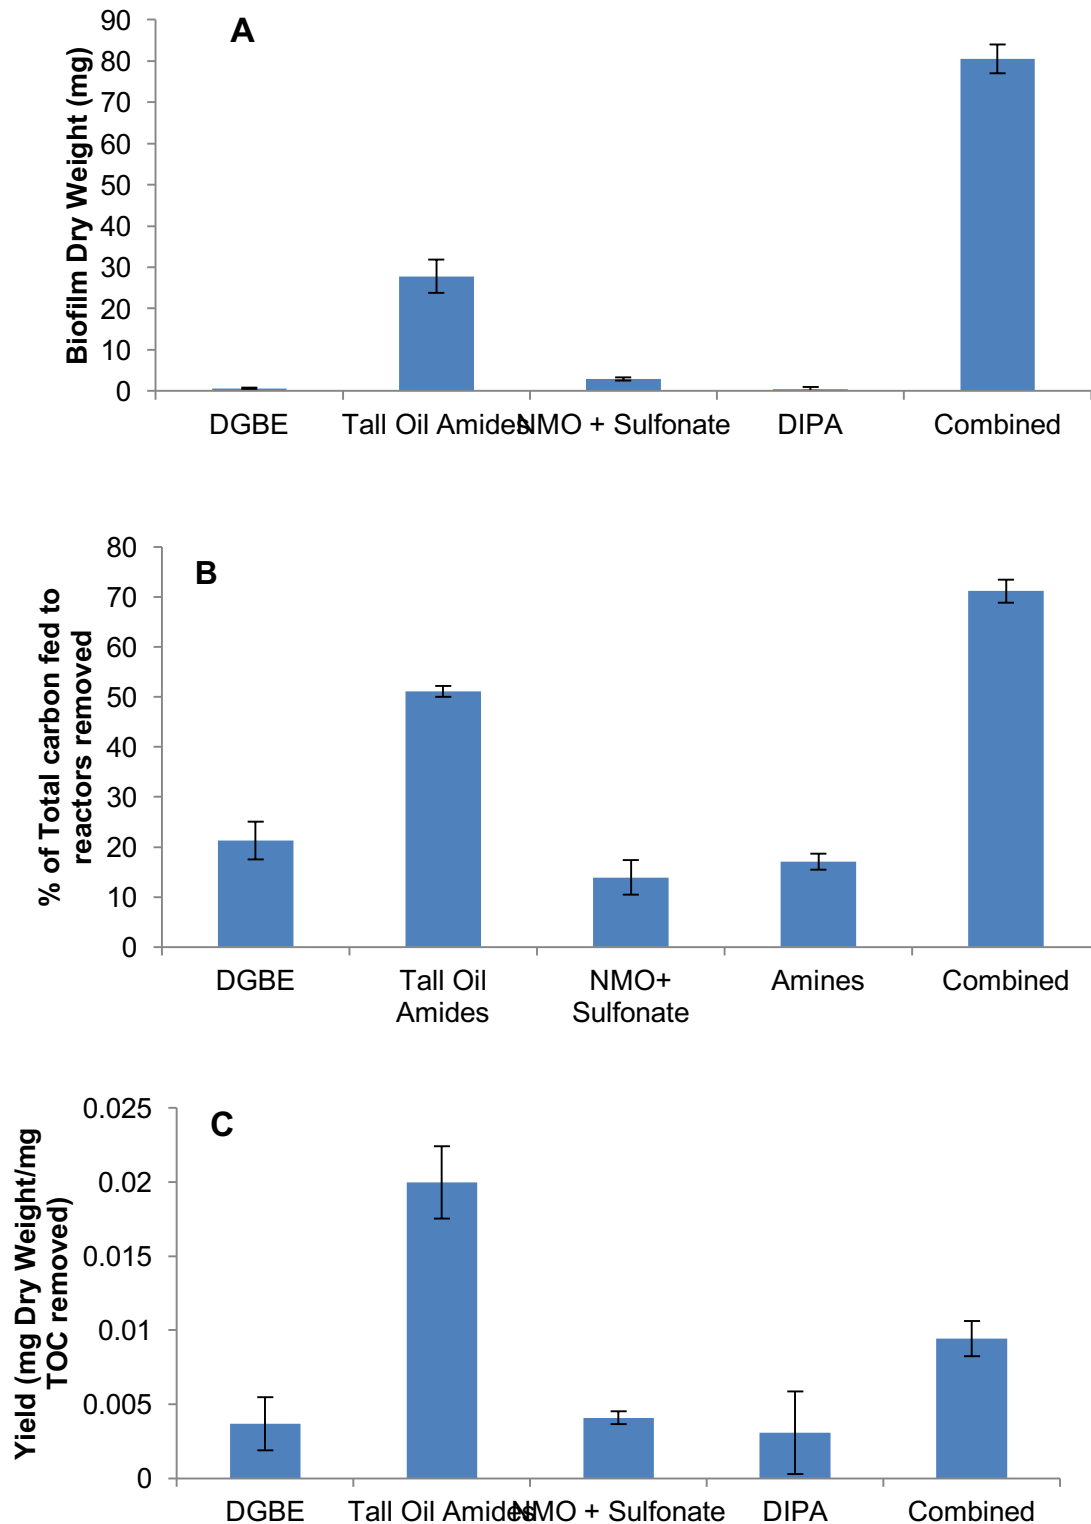 A
Biofilm Dry Weight (mg)
90
80
70
60
50
40
30
20
10
0
DGBE Tall Oil Amides NMO + Sulfonate DIPA Combined
B
% of Total carbon fed to
reactors removed
80
70
60
50
40
30
20
10
0
DGBE Tall Oil NMO+ Amines Combined
Amides Sulfonate
C
Yield (mg Dry Weight/mg
TOC removed)
0.025
0.02
0.015
0.01
0.005
0
DGBE Tall Oil Amides NMO + Sulfonate DIPA Combined